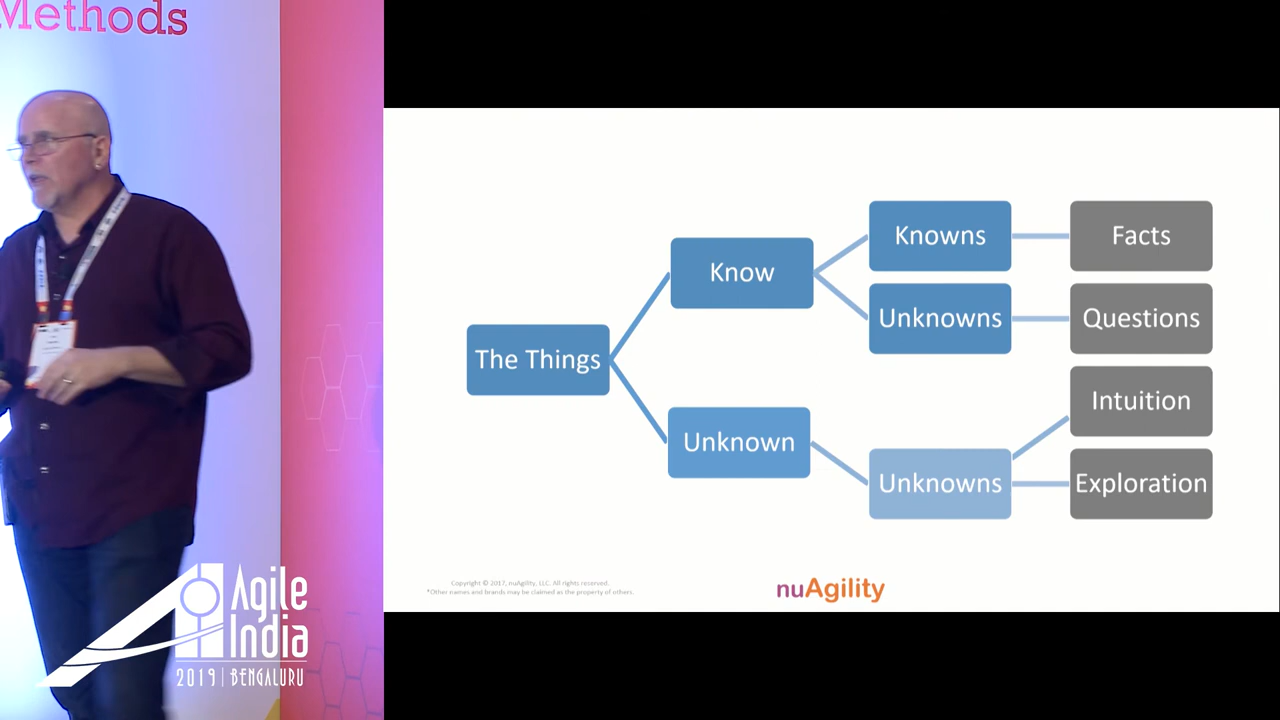 Methods
Agile
India
2019 | BENGALURU
The Things
Know
Unknown
Knowns
Unknowns
Unknowns
Facts
Questions
Intuition
Exploration
Copyright © 2017, nuAgility, LLC. All rights reserved.
*Other names and brands may be claimed as the property of others.
nuAgility